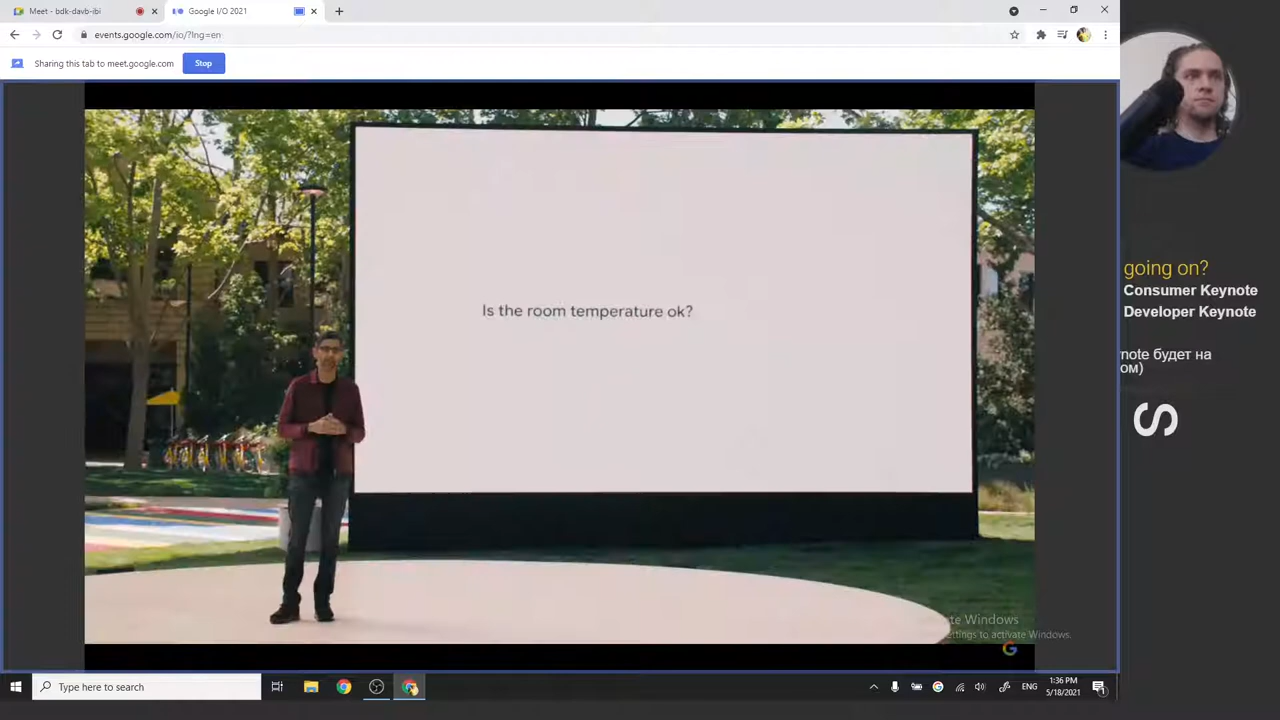 Meet - bdk-davb-ibi
Google I/O 2021
events.google.com/io/?lng=en
Sharing this tab to meet.google.com
Stop
Is the room temperature ok?
going on?
Consumer Keynote
Developer Keynote
note будет на
ом)
S
te Windows
ettings to activate Windows.
G
Type here to search
ENG
1:36 PM
5/18/2021